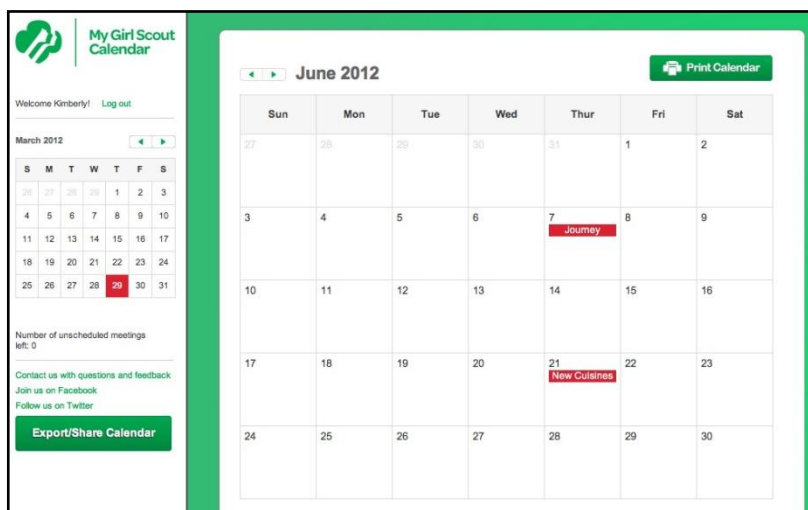 My Girl Scout
Calendar
Welcome Kimberly! Log out
March 2012
S M T W T F S
26 27 28 29 1 2 3
4 5 6 7 8 9 10
11 12 13 14 15 16 17
18 19 20 21 22 23 24
25 26 27 28 29 30 31
Number of unscheduled meetings
left: 0
Contact us with questions and feedback
Join us on Facebook
Follow us on Twitter
Export/Share Calendar
June 2012
Print Calendar
Sun Mon Tue Wed Thur Fri Sat
27 28 29 30 31 1 2
3 4 5 6 7 8 9
Journey
10 11 12 13 14 15 16
17 18 19 20 21 22 23
New Cuisines
24 25 26 27 28 29 30